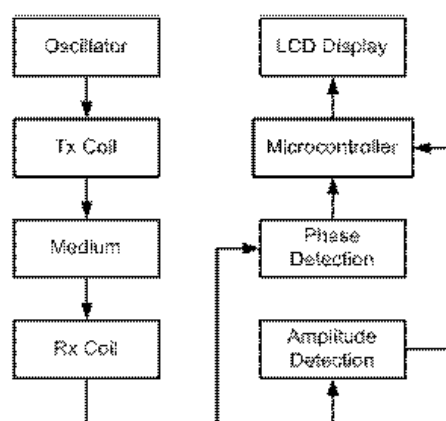 Oscillator
Tx Coil
Medium
Rx Coil
LCD Display
Microcontroller
Phase
Detection
Amplitude
Detection